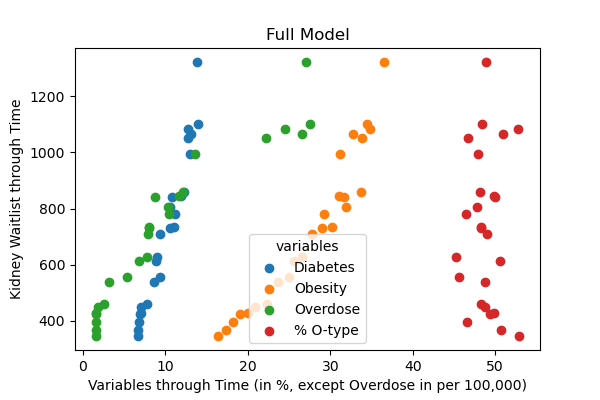 Full Model
Kidney Waitlist through Time
1200
1000
800
600
400
variables
Diabetes
Obesity
Overdose
% O-type
0 10 20 30 40 50
Variables through Time (in %, except Overdose in per 100,000)